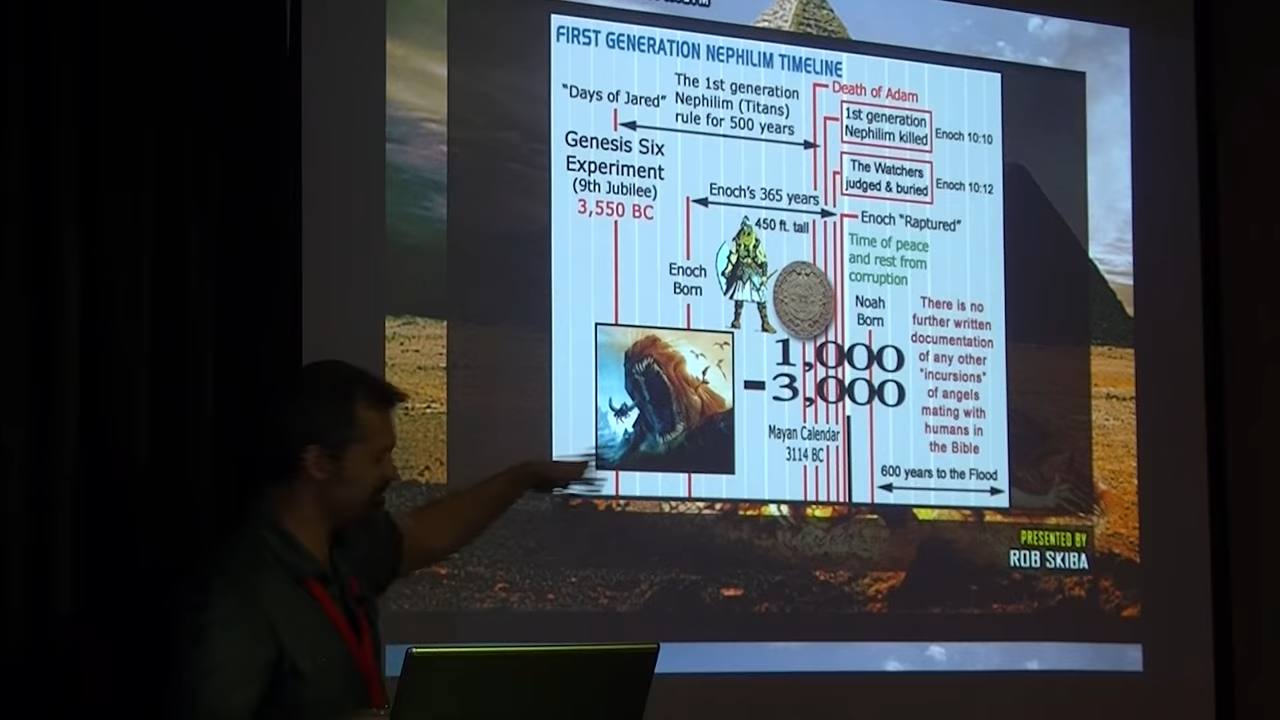 FIRST GENERATION NEPHILIM TIMELINE
"Days of Jared"
The 1st generation
Nephilim (Titans)
rule for 500 years
Death of Adam
1st generation
Nephilim killed
Enoch 10:10
Genesis Six
Experiment
(9th Jubilee)
3,550 BC
The Watchers
judged & buried
Enoch 10:12
Enoch's 365 years
450 ft. tall
Enoch "Raptured"
Time of peace
and rest from
corruption
Enoch
Born
Noah
Born
There is no
further written
documentation
of any other
"incursions"
of angels
mating with
humans in
the Bible
1,000
-3,000
Mayan Calendar
3114 BC
600 years to the Flood
PRESENTED BY
ROB SKIBA